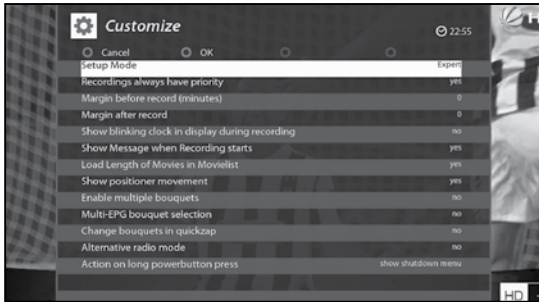 Customize
22:55
Cancel OK
Setup Mode Expert
Recordings always have priority yes
Margin before record (minutes) 0
Margin after record 0
Show blinking clock in display during recording no
Show Message when Recording starts yes
Load Length of Movies in Movielist yes
Show positioner movement yes
Enable multiple bouquets no
Multi-EPG bouquet selection no
Change bouquets in quickzap no
Alternative radio mode no
Action on long powerbutton press show shutdown menu
HD